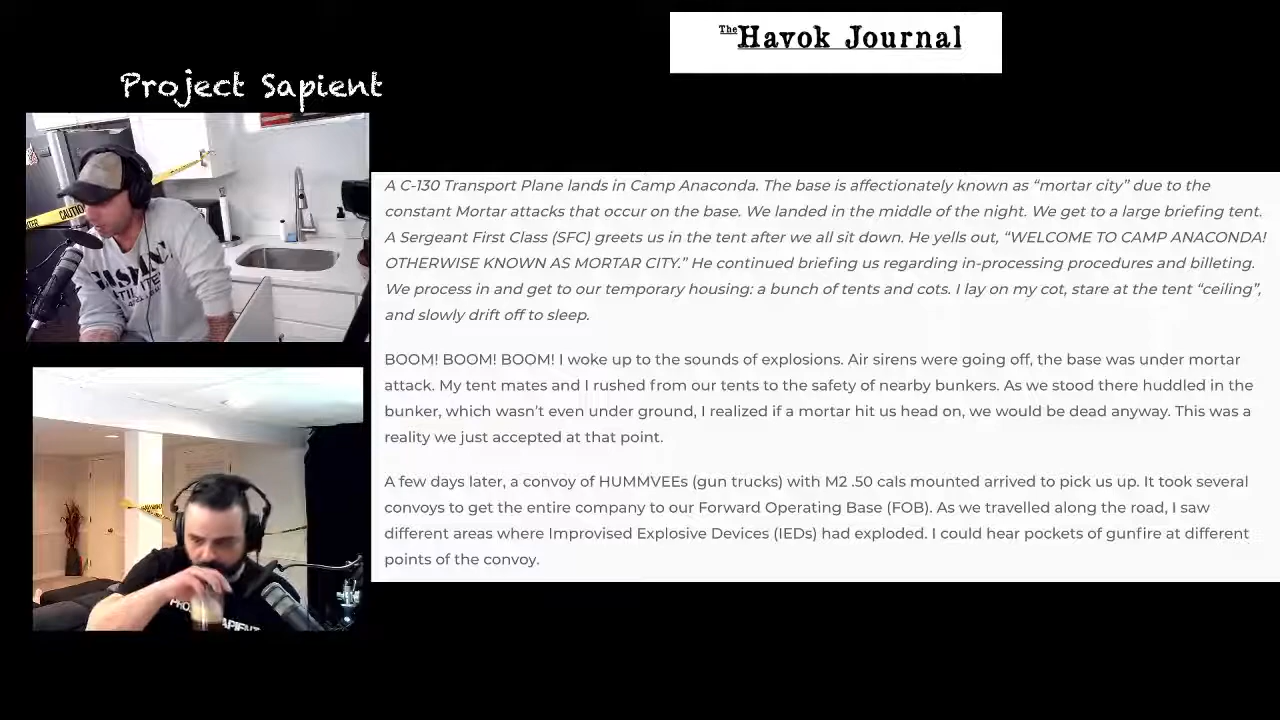 The Havok Journal
Project Sapient
A C-130 Transport Plane lands in Camp Anaconda. The base is affectionately known as “mortar city” due to the
constant Mortar attacks that occur on the base. We landed in the middle of the night. We get to a large briefing tent.
A Sergeant First Class (SFC) greets us in the tent after we all sit down. He yells out, “WELCOME TO CAMP ANACONDA!
OTHERWISE KNOWN AS MORTAR CITY.” He continued briefing us regarding in-processing procedures and billeting.
We process in and get to our temporary housing: a bunch of tents and cots. I lay on my cot, stare at the tent “ceiling”,
and slowly drift off to sleep.
BOOM! BOOM! BOOM! I woke up to the sounds of explosions. Air sirens were going off, the base was under mortar
attack. My tent mates and I rushed from our tents to the safety of nearby bunkers. As we stood there huddled in the
bunker, which wasn’t even under ground, I realized if a mortar hit us head on, we would be dead anyway. This was a
reality we just accepted at that point.
A few days later, a convoy of HUMMVEEs (gun trucks) with M2 .50 cals mounted arrived to pick us up. It took several
convoys to get the entire company to our Forward Operating Base (FOB). As we travelled along the road, I saw
different areas where Improvised Explosive Devices (IEDs) had exploded. I could hear pockets of gunfire at different
points of the convoy.
CAUTIO